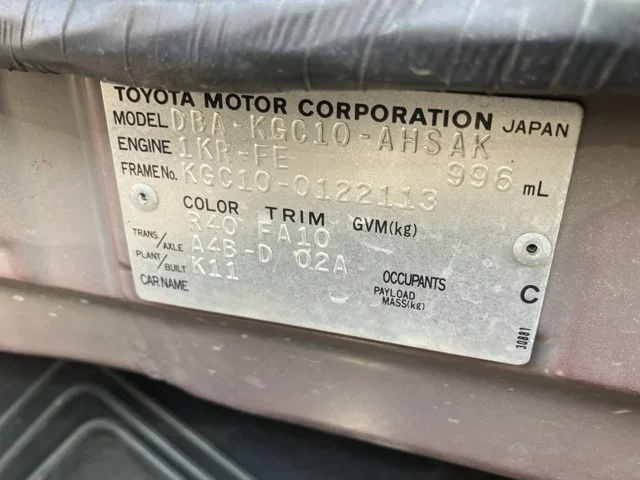 TOYOTA MOTOR CORPORATION JAPAN
MODEL DBA-KGC10-AHSAK
ENGINE 1KR-FE 996 mL
FRAME No. KGC10-0122113
COLOR TRIM GVM(kg)
R40 FA10
TRANS./AXLE A4B-D 02A
PLANT/BUILT K11
OCCUPANTS
CAR NAME
PAYLOAD MASS(kg)
C
30881